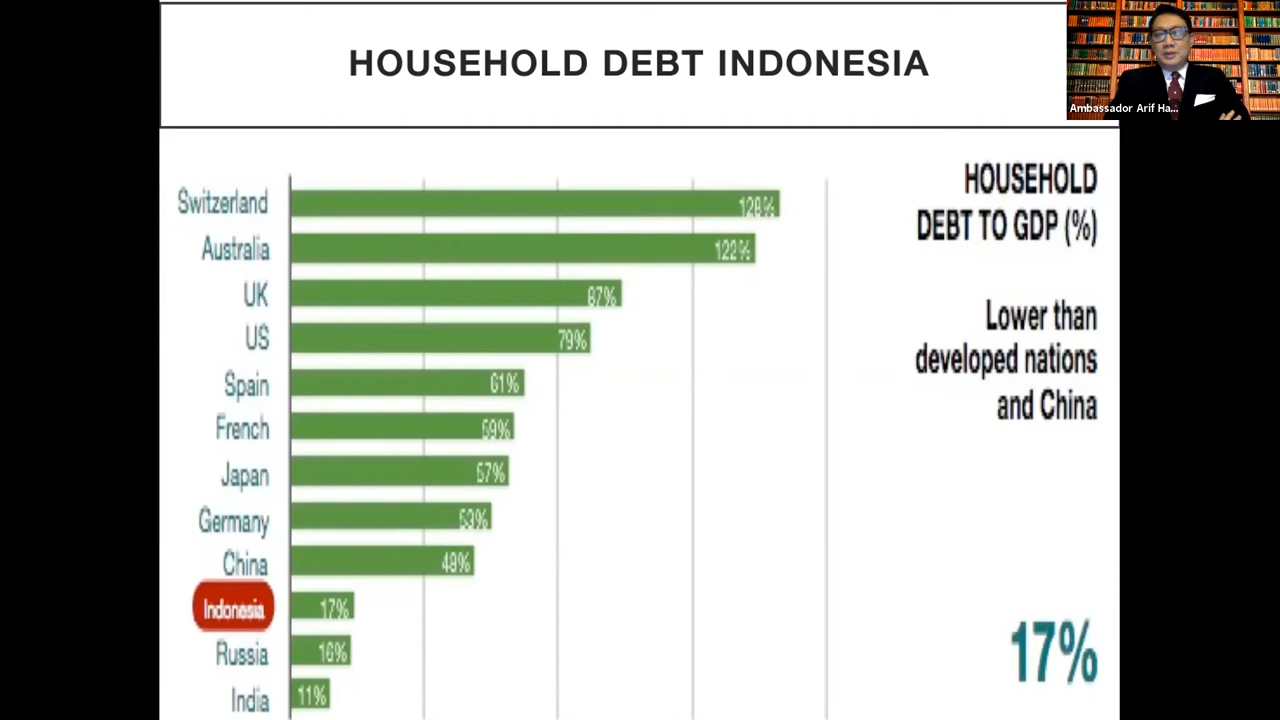 HOUSEHOLD DEBT INDONESIA
Ambassador Arif Ha...
HOUSEHOLD
DEBT TO GDP (%)
Lower than
developed nations
and China
17%
Switzerland 128%
Australia 122%
UK 87%
US 79%
Spain 61%
French 59%
Japan 57%
Germany 53%
China 48%
Indonesia 17%
Russia 16%
India 11%